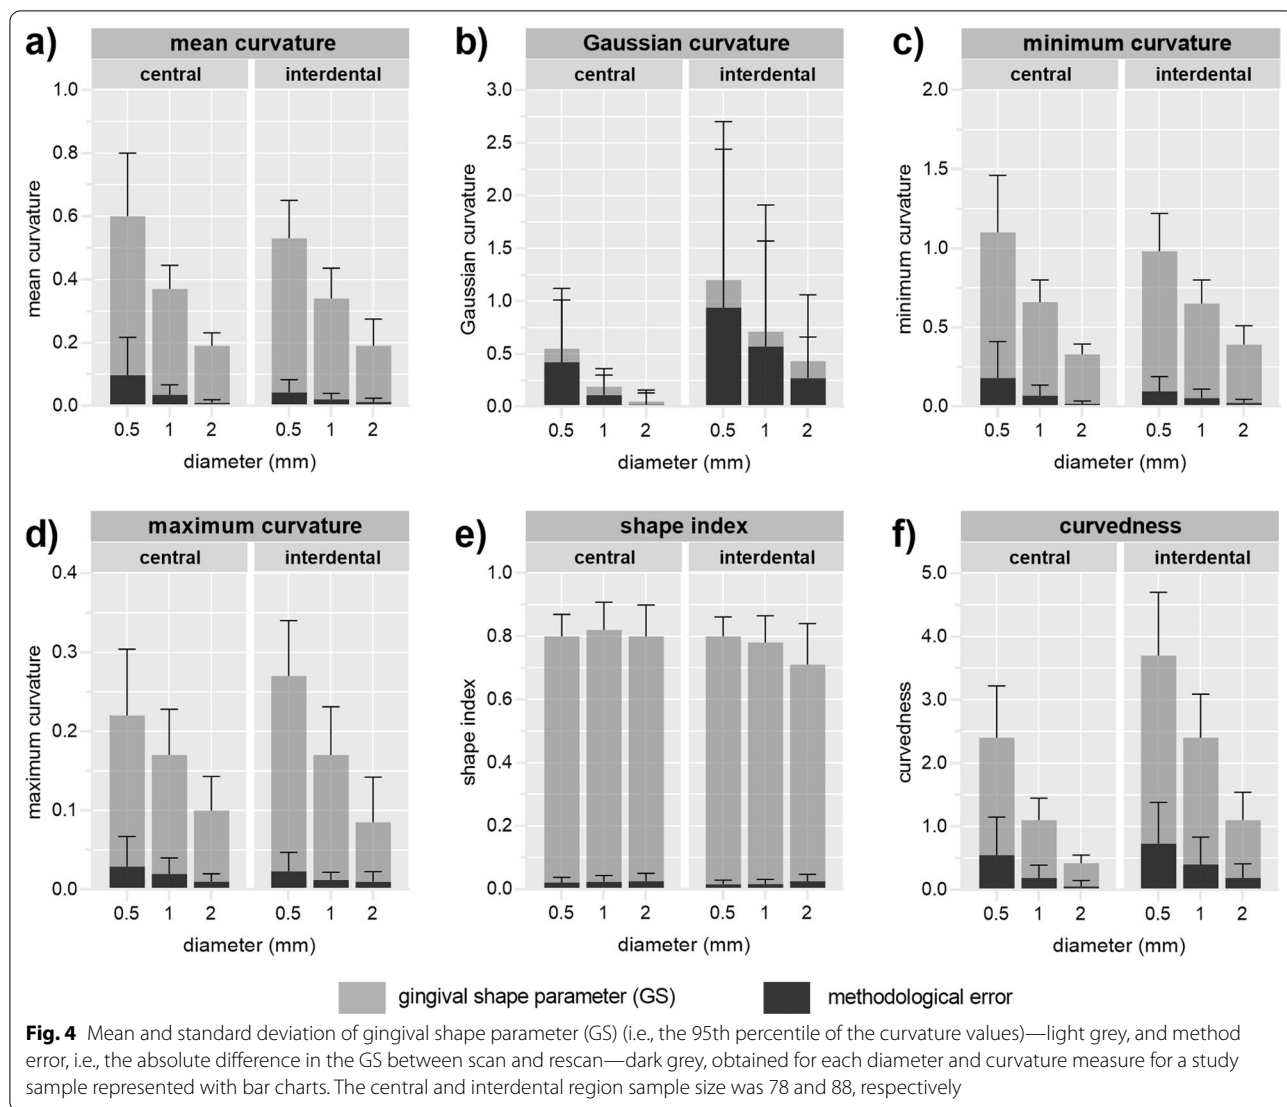 a)
mean curvature
central interdental
1.0
0.8
0.6
0.4
0.2
0.0
mean curvature
0.5 1 2 0.5 1 2
diameter (mm)
b)
Gaussian curvature
central interdental
3.0
2.5
2.0
1.5
1.0
0.5
0.0
Gaussian curvature
0.5 1 2 0.5 1 2
diameter (mm)
c)
minimum curvature
central interdental
2.0
1.5
1.0
0.5
0.0
minimum curvature
0.5 1 2 0.5 1 2
diameter (mm)
d)
maximum curvature
central interdental
0.4
0.3
0.2
0.1
0.0
maximum curvature
0.5 1 2 0.5 1 2
diameter (mm)
e)
shape index
central interdental
1.0
0.8
0.6
0.4
0.2
0.0
shape index
0.5 1 2 0.5 1 2
diameter (mm)
f)
curvedness
central interdental
5.0
4.0
3.0
2.0
1.0
0.0
curvedness
0.5 1 2 0.5 1 2
diameter (mm)
gingival shape parameter (GS) methodological error
Fig. 4 Mean and standard deviation of gingival shape parameter (GS) (i.e., the 95th percentile of the curvature values)—light grey, and method
error, i.e., the absolute difference in the GS between scan and rescan—dark grey, obtained for each diameter and curvature measure for a study
sample represented with bar charts. The central and interdental region sample size was 78 and 88, respectively